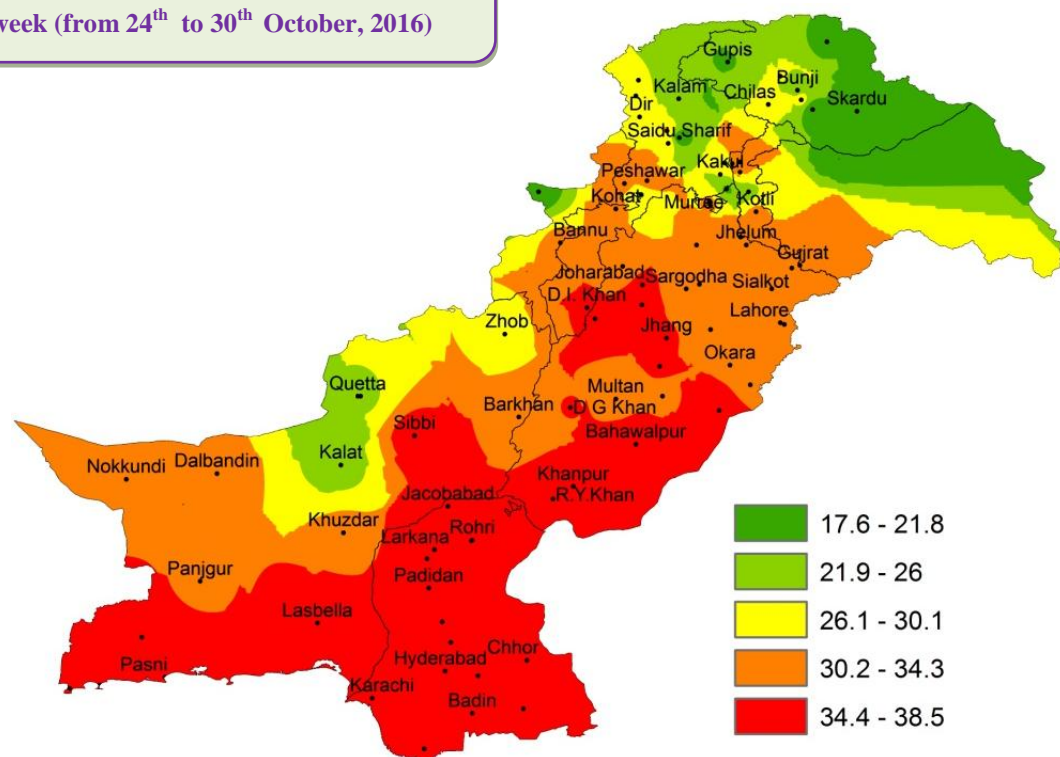 week (from 24th to 30th October, 2016)
Gupis
Bunji
Kalam
Chilas
Skardu
Dir
Saidu Sharif
Kakul
Peshawar
Kohat
Murree
Kotli
Bannu
Jhelum
Gujrat
Joharabad
Sargodha
Sialkot
D.I. Khan
Lahore
Zhob
Jhang
Okara
Quetta
Multan
Barkhan
D G Khan
Sibbi
Bahawalpur
Kalat
Nokkundi
Dalbandin
Khanpur
R.Y.Khan
Jacobabad
Khuzdar
Rohri
Larkana
Panjgur
Padidan
Lasbella
Chhor
Pasni
Hyderabad
Karachi
Badin
17.6 - 21.8
21.9 - 26
26.1 - 30.1
30.2 - 34.3
34.4 - 38.5